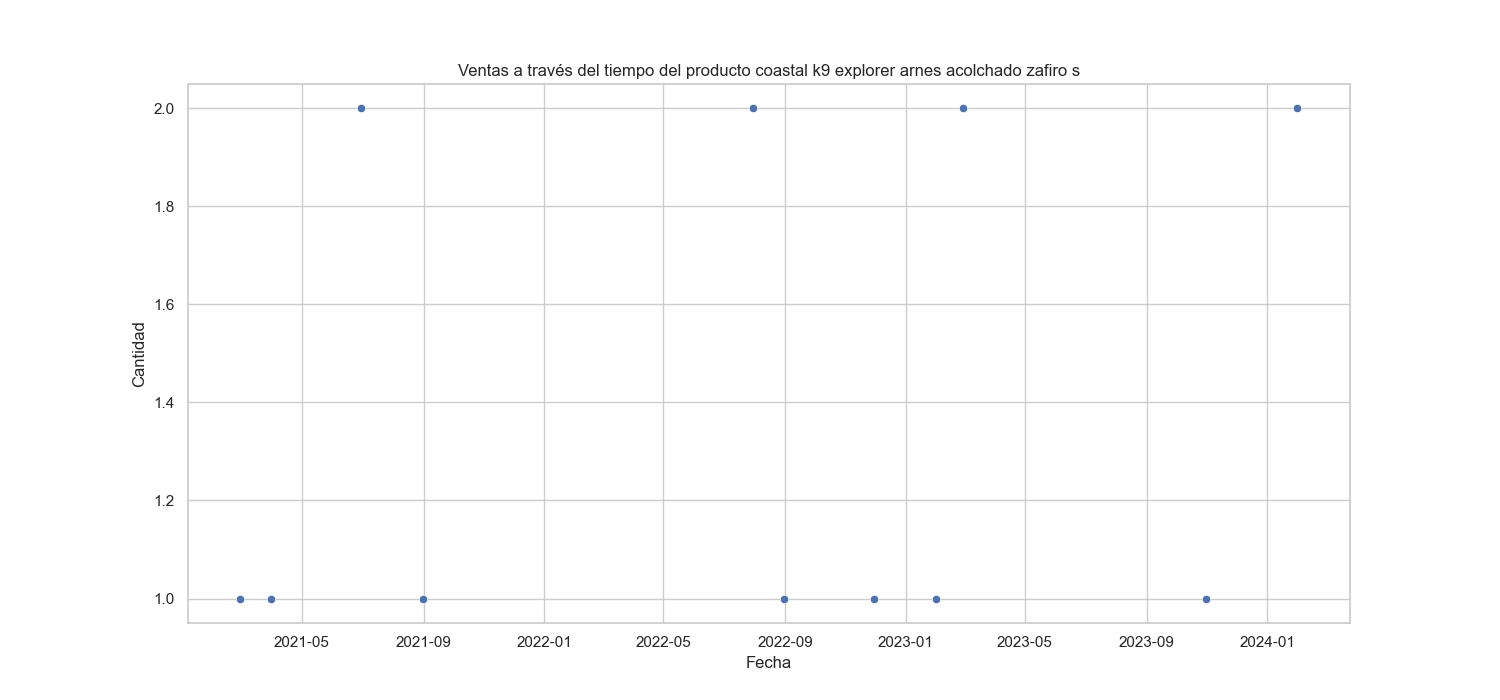 Ventas a través del tiempo del producto coastal k9 explorer arnes acolchado zafiro s
2.0
1.8
1.6
1.4
1.2
1.0
Cantidad
2021-05 2021-09 2022-01 2022-05 2022-09 2023-01 2023-05 2023-09 2024-01
Fecha